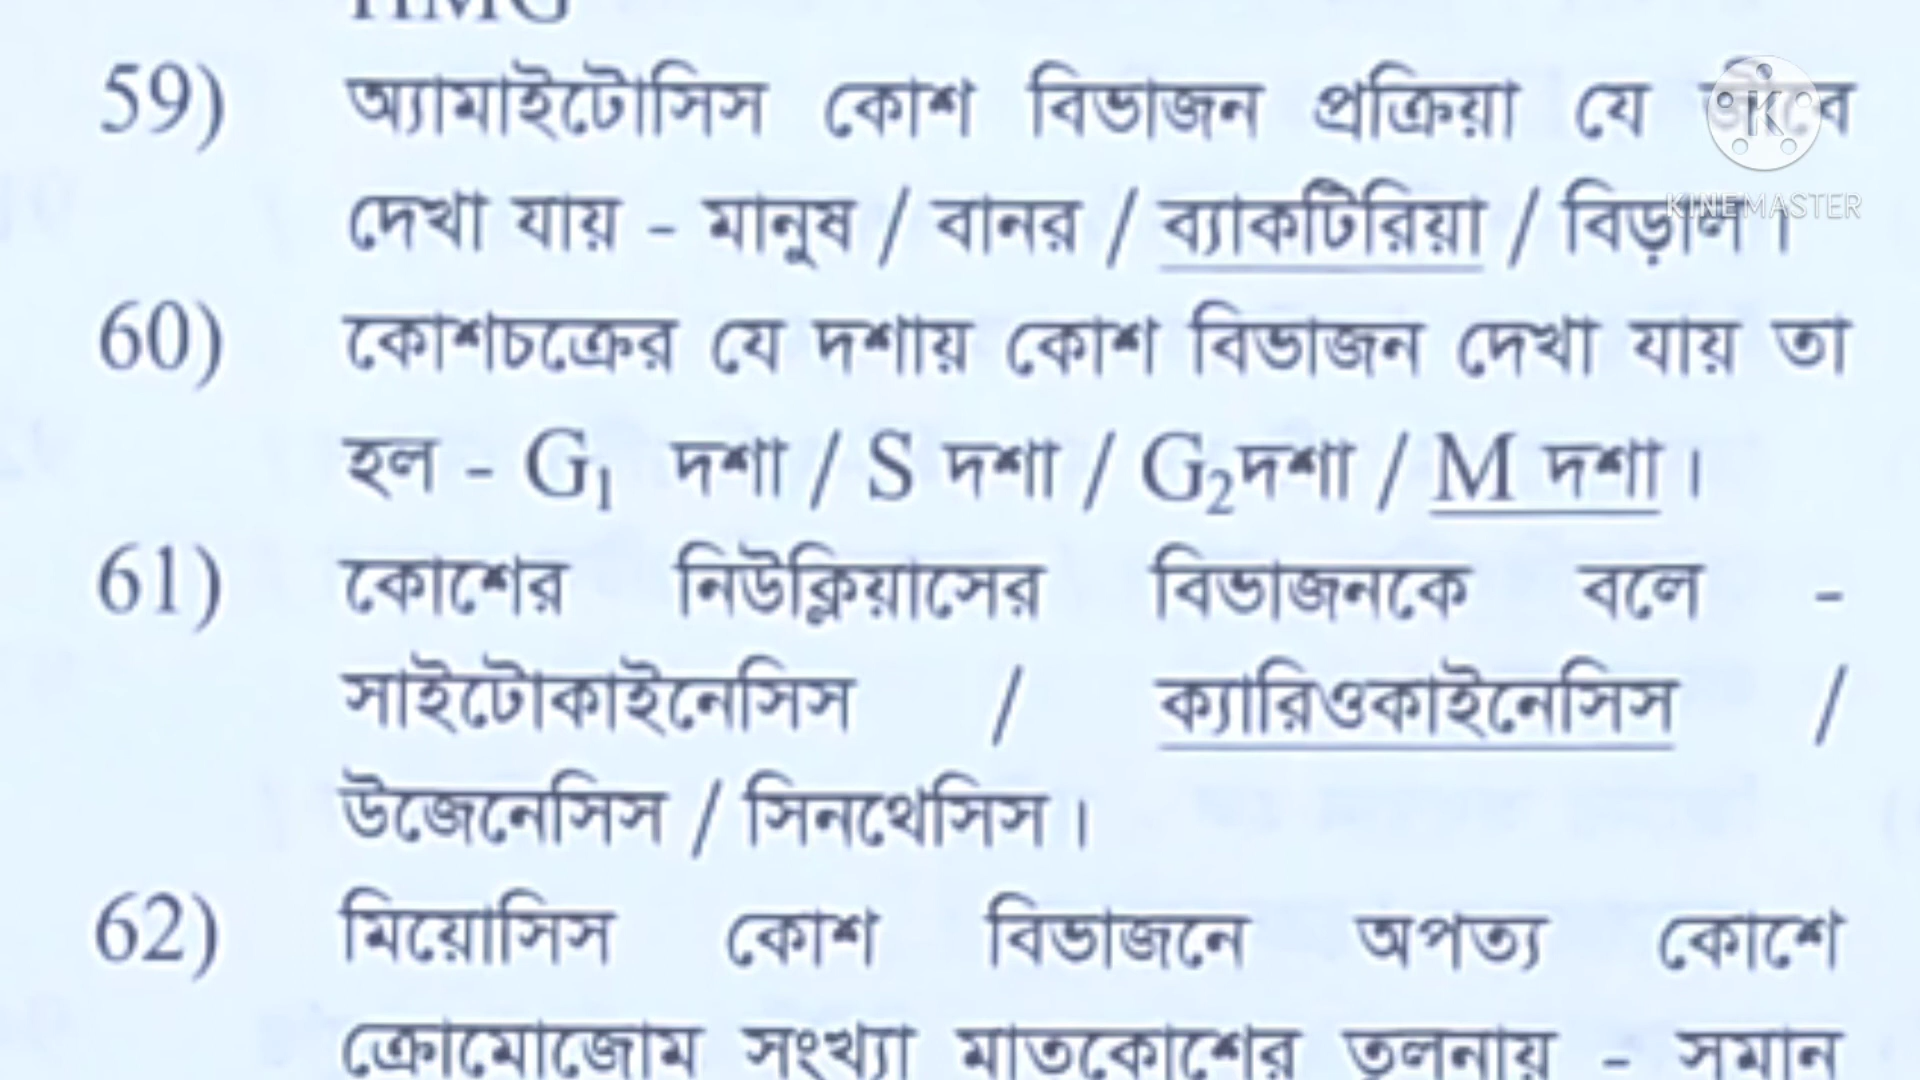 59) অ্যামাইটোসিস কোশ বিভাজন প্রক্রিয়া যে জীবে
দেখা যায় - মানুষ / বানর / ব্যাকটিরিয়া / বিড়াল।
60) কোশচক্রের যে দশায় কোশ বিভাজন দেখা যায় তা
হল - G₁ দশা / S দশা / G₂দশা / M দশা।
61) কোশের নিউক্লিয়াসের বিভাজনকে বলে -
সাইটোকাইনেসিস / ক্যারিওকাইনেসিস /
উজেনেসিস / সিনথেসিস।
62) মিয়োসিস কোশ বিভাজনে অপত্য কোশে
ক্রোমোজোম সংখ্যা মাতৃকোশের তুলনায় - সমান
K
KINEMASTER